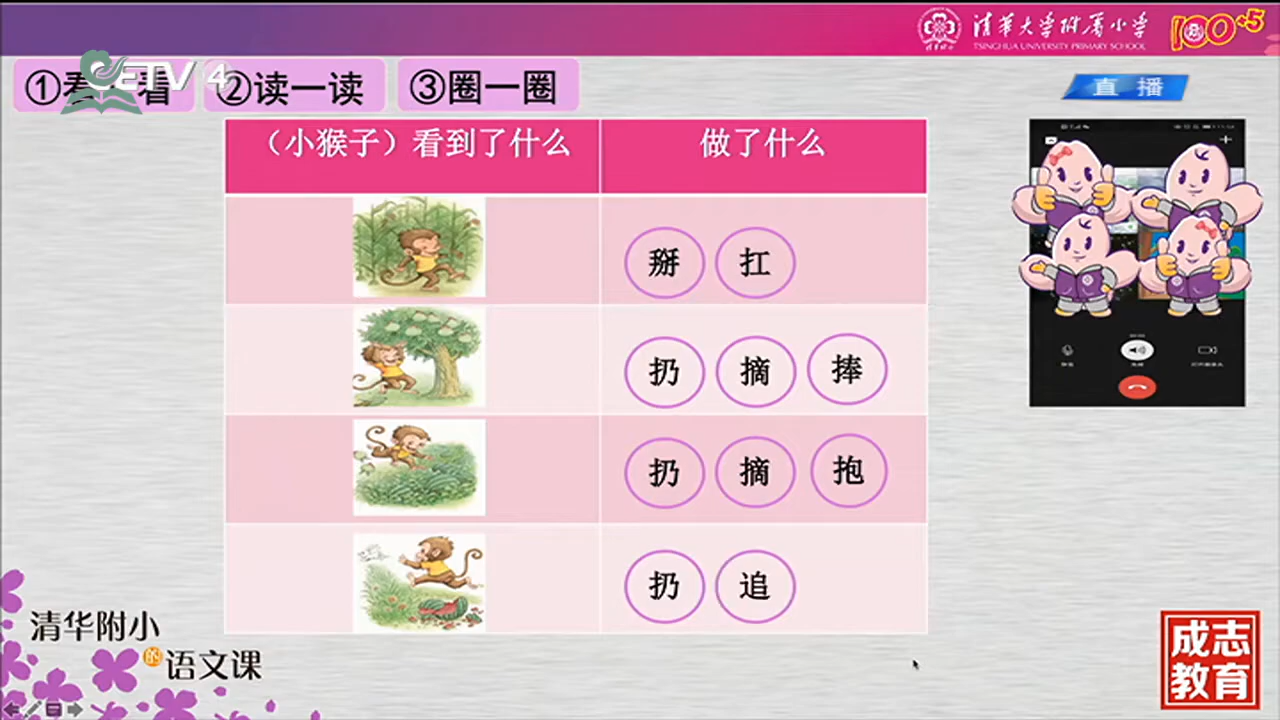 清华大学附属小学
TSINGHUA UNIVERSITY PRIMARY SCHOOL
100+5
CETV 4
①看一看 ②读一读 ③圈一圈
直播
（小猴子）看到了什么 做了什么
掰 扛
扔 摘 捧
扔 摘 抱
扔 追
清华附小
的语文课
成志
教育